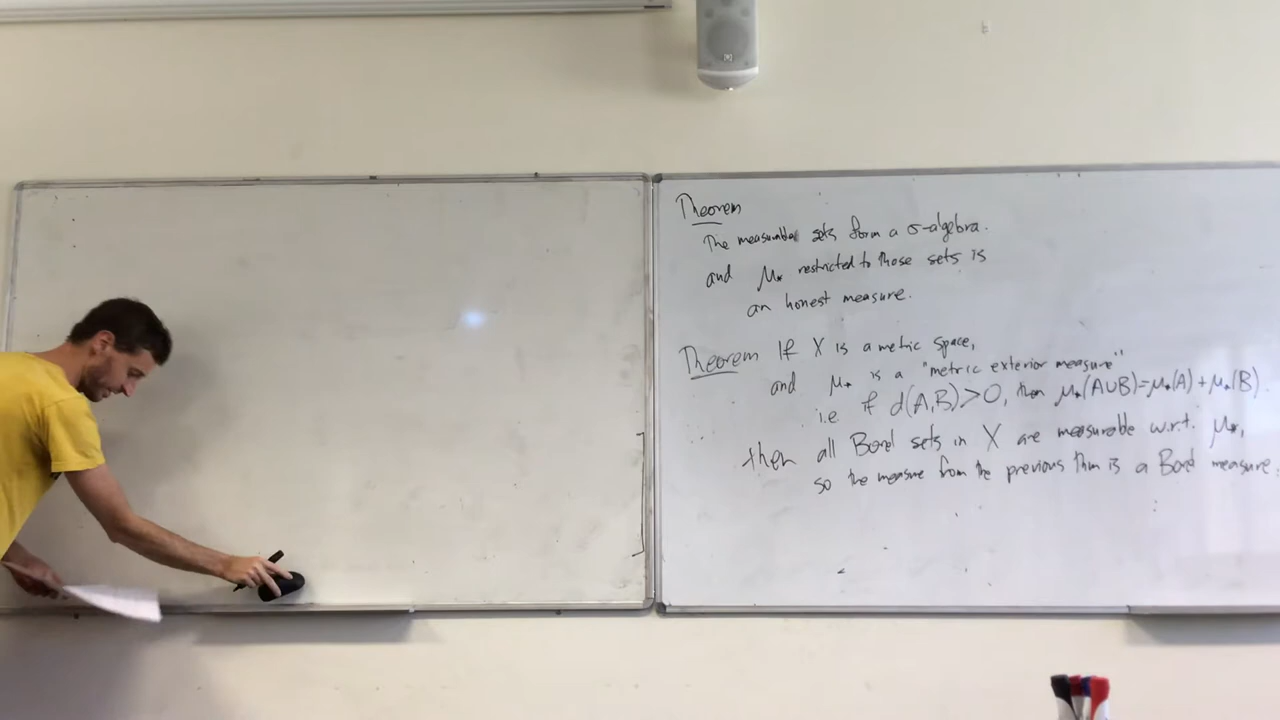 Theorem
The measurable sets form a σ-algebra.
and μ* restricted to those sets is
an honest measure.
Theorem If X is a metric space,
and μ* is a "metric exterior measure"
i.e. if d(A,B)>0, then μ*(A∪B)=μ*(A)+μ*(B).
then all Borel sets in X are measurable w.r.t. μ*,
so the measure from the previous thm is a Borel measure.